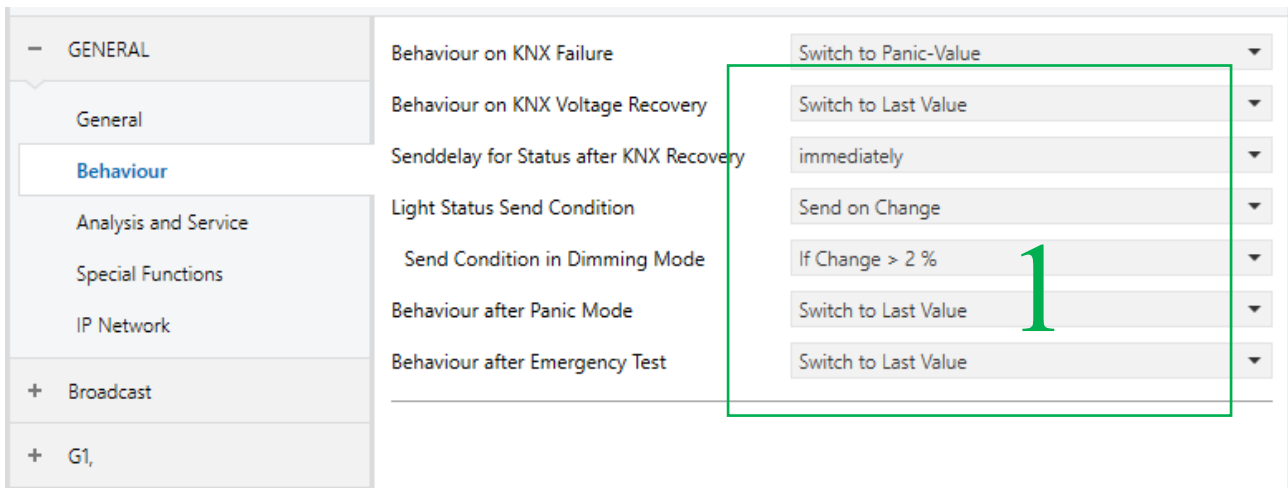 − GENERAL
General
Behaviour
Analysis and Service
Special Functions
IP Network
+ Broadcast
+ G1,
Behaviour on KNX Failure Switch to Panic-Value
Behaviour on KNX Voltage Recovery Switch to Last Value
Senddelay for Status after KNX Recovery immediately
Light Status Send Condition Send on Change
Send Condition in Dimming Mode If Change > 2 %
Behaviour after Panic Mode Switch to Last Value
Behaviour after Emergency Test Switch to Last Value
1